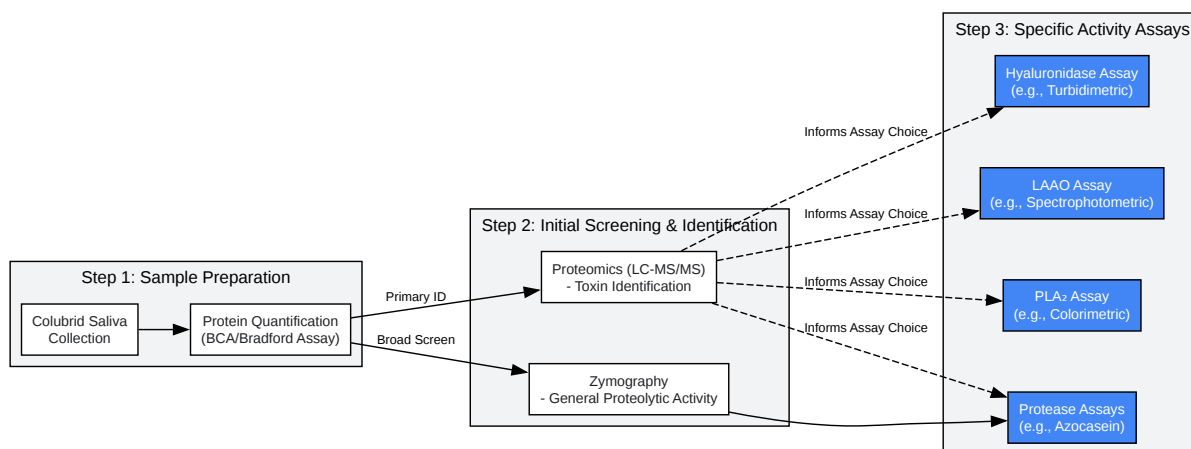 Step 1: Sample Preparation
Colubrid Saliva
Collection
Protein Quantification
(BCA/Bradford Assay)
Primary ID
Broad Screen
Step 2: Initial Screening & Identification
Proteomics (LC-MS/MS)
- Toxin Identification
Zymography
- General Proteolytic Activity
Informs Assay Choice
Informs Assay Choice
Informs Assay Choice
Informs Assay Choice
Step 3: Specific Activity Assays
Hyaluronidase Assay
(e.g., Turbidimetric)
LAAO Assay
(e.g., Spectrophotometric)
PLA₂ Assay
(e.g., Colorimetric)
Protease Assays
(e.g., Azocasein)